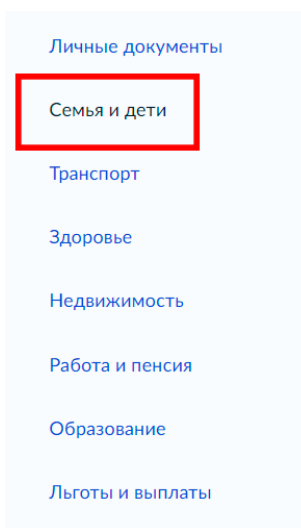 Личные документы
Семья и дети
Транспорт
Здоровье
Недвижимость
Работа и пенсия
Образование
Льготы и выплаты